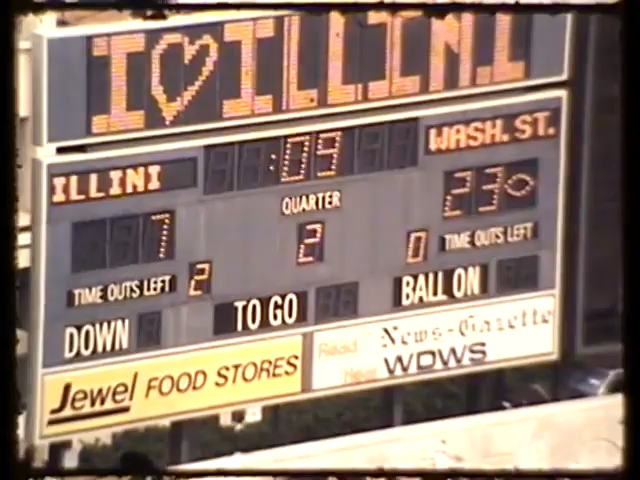 I ♡ ILLINI
:09
WASH. ST.
ILLINI
23
7
QUARTER
2
0
TIME OUTS LEFT
TIME OUTS LEFT
2
BALL ON
DOWN
TO GO
Jewel FOOD STORES
Read
News-Gazette
WDWS